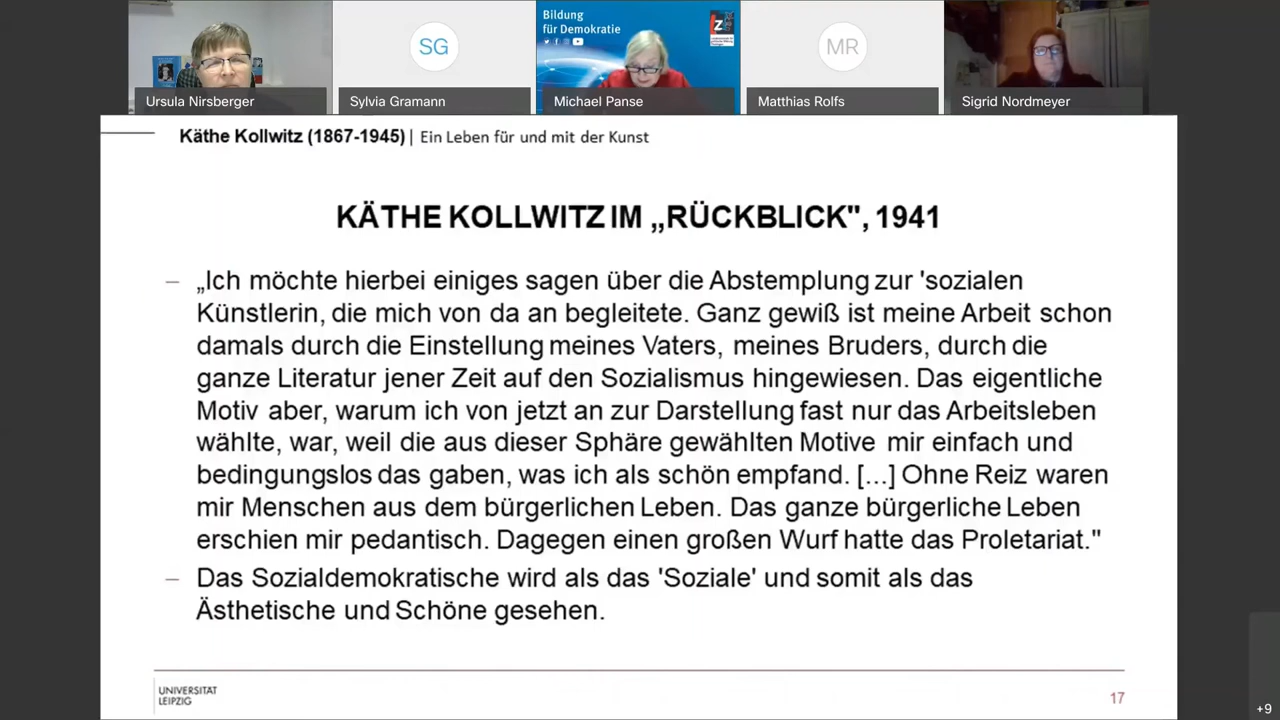 Bildung
für Demokratie
SG
MR
Ursula Nirsberger
Sylvia Gramann
Michael Panse
Matthias Rolfs
Sigrid Nordmeyer
Käthe Kollwitz (1867-1945) | Ein Leben für und mit der Kunst
KÄTHE KOLLWITZ IM „RÜCKBLICK", 1941
– „Ich möchte hierbei einiges sagen über die Abstemplung zur 'sozialen
Künstlerin, die mich von da an begleitete. Ganz gewiß ist meine Arbeit schon
damals durch die Einstellung meines Vaters, meines Bruders, durch die
ganze Literatur jener Zeit auf den Sozialismus hingewiesen. Das eigentliche
Motiv aber, warum ich von jetzt an zur Darstellung fast nur das Arbeitsleben
wählte, war, weil die aus dieser Sphäre gewählten Motive mir einfach und
bedingungslos das gaben, was ich als schön empfand. [...] Ohne Reiz waren
mir Menschen aus dem bürgerlichen Leben. Das ganze bürgerliche Leben
erschien mir pedantisch. Dagegen einen großen Wurf hatte das Proletariat."
– Das Sozialdemokratische wird als das 'Soziale' und somit als das
Ästhetische und Schöne gesehen.
UNIVERSITÄT
LEIPZIG
17
+9